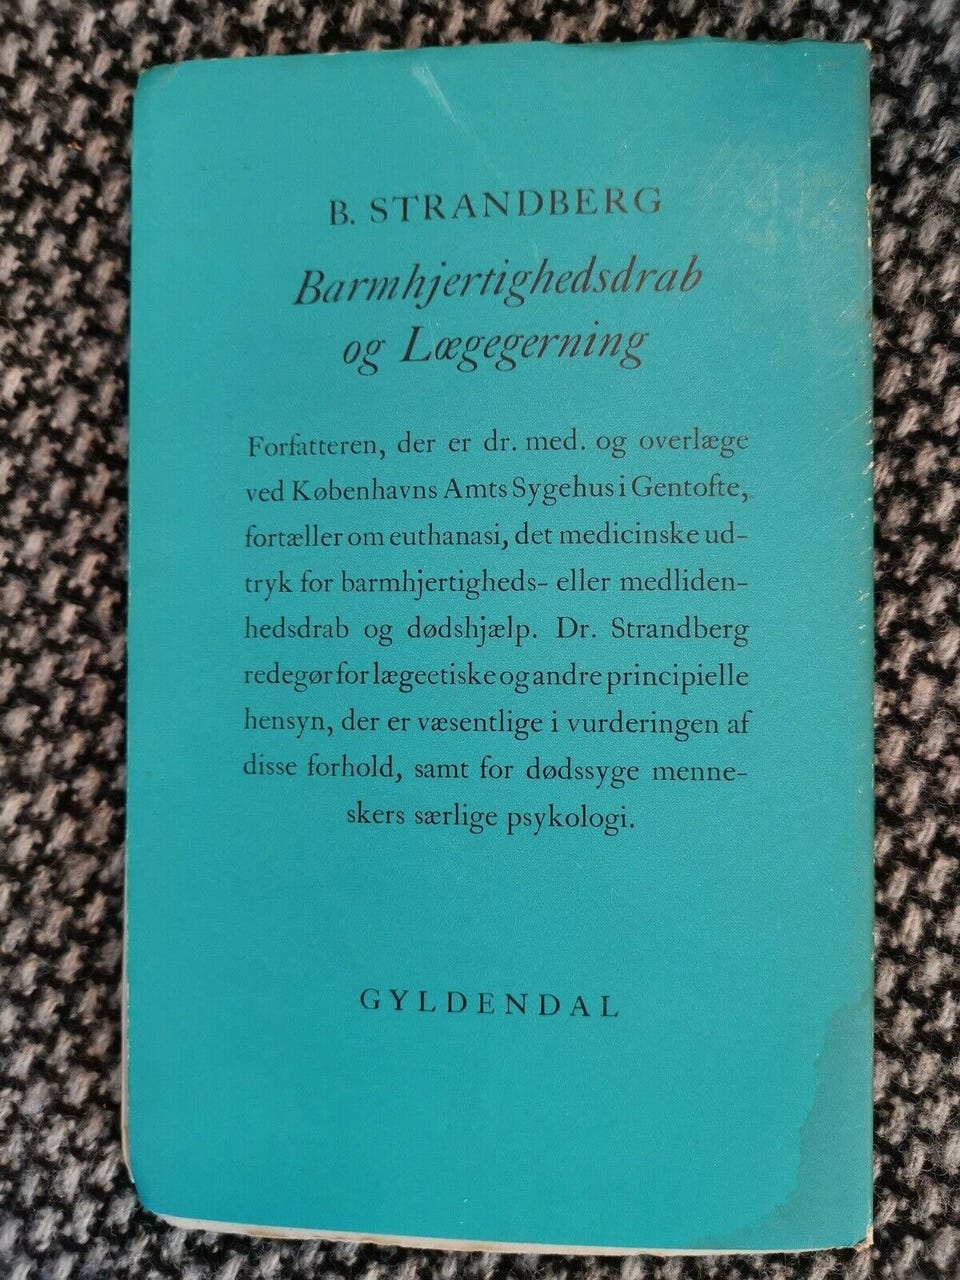 B. STRANDBERG
Barmhjertighedsdrab
og Lægegerning
Forfatteren, der er dr. med. og overlæge
ved Københavns Amts Sygehus i Gentofte,
fortæller om euthanasi, det medicinske ud-
tryk for barmhjertigheds- eller medliden-
hedsdrab og dødshjælp. Dr. Strandberg
redegør for lægeetiske og andre principielle
hensyn, der er væsentlige i vurderingen af
disse forhold, samt for dødssyge menne-
skers særlige psykologi.
GYLDENDAL